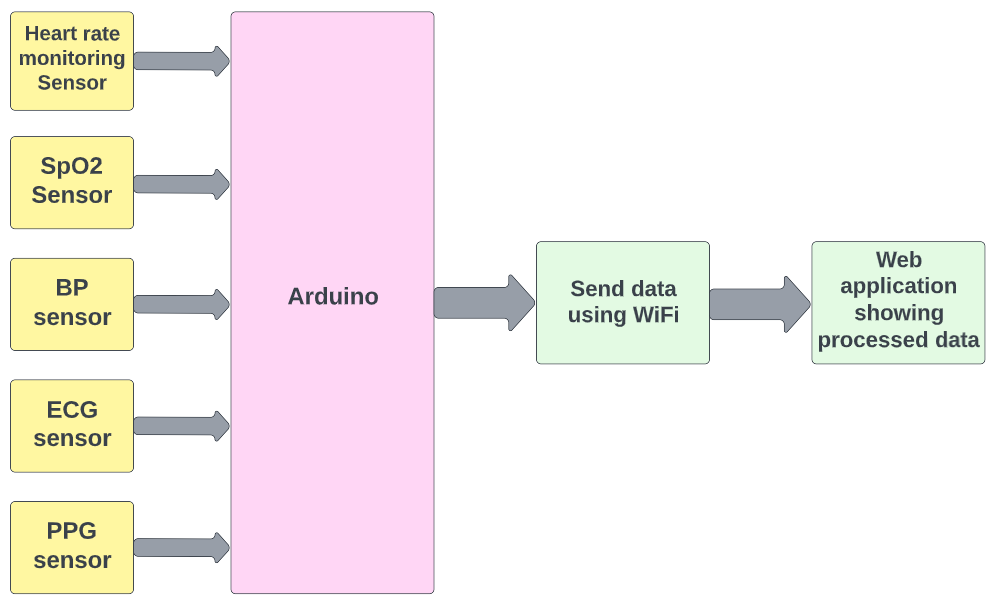 Heart rate
monitoring
Sensor
SpO2
Sensor
BP
sensor
ECG
sensor
PPG
sensor
Arduino
Send data
using WiFi
Web
application
showing
processed data